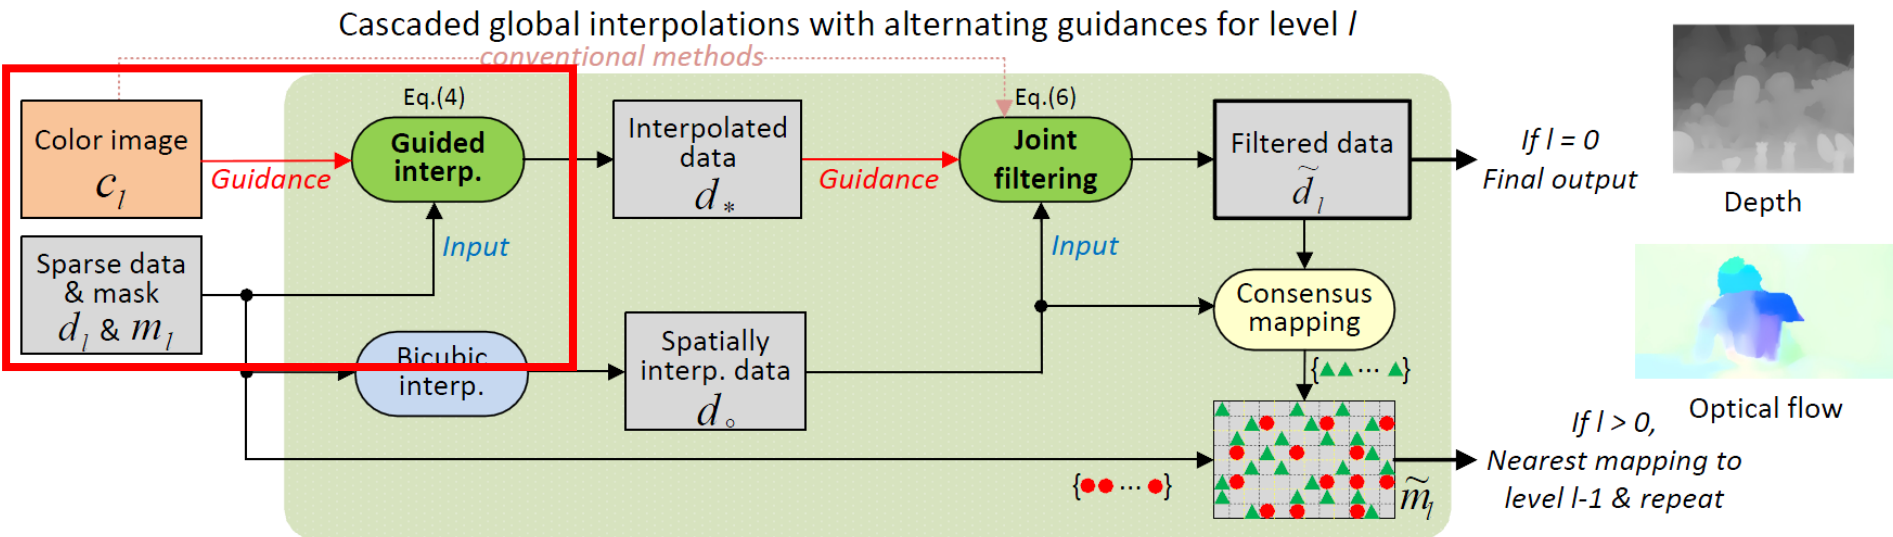 Cascaded global interpolations with alternating guidances for level l
conventional methods
Eq.(4)
Eq.(6)
Color image
c_l
Guidance
Guided
interp.
Interpolated
data
d_*
Guidance
Joint
filtering
Filtered data
d̃_l
If l = 0
Final output
Depth
Sparse data
& mask
d_l & m_l
Input
Input
Consensus
mapping
Bicubic
interp.
Spatially
interp. data
d_○
{▲▲···▲}
Optical flow
{●●···●}
m̃_l
If l > 0,
Nearest mapping to
level l-1 & repeat